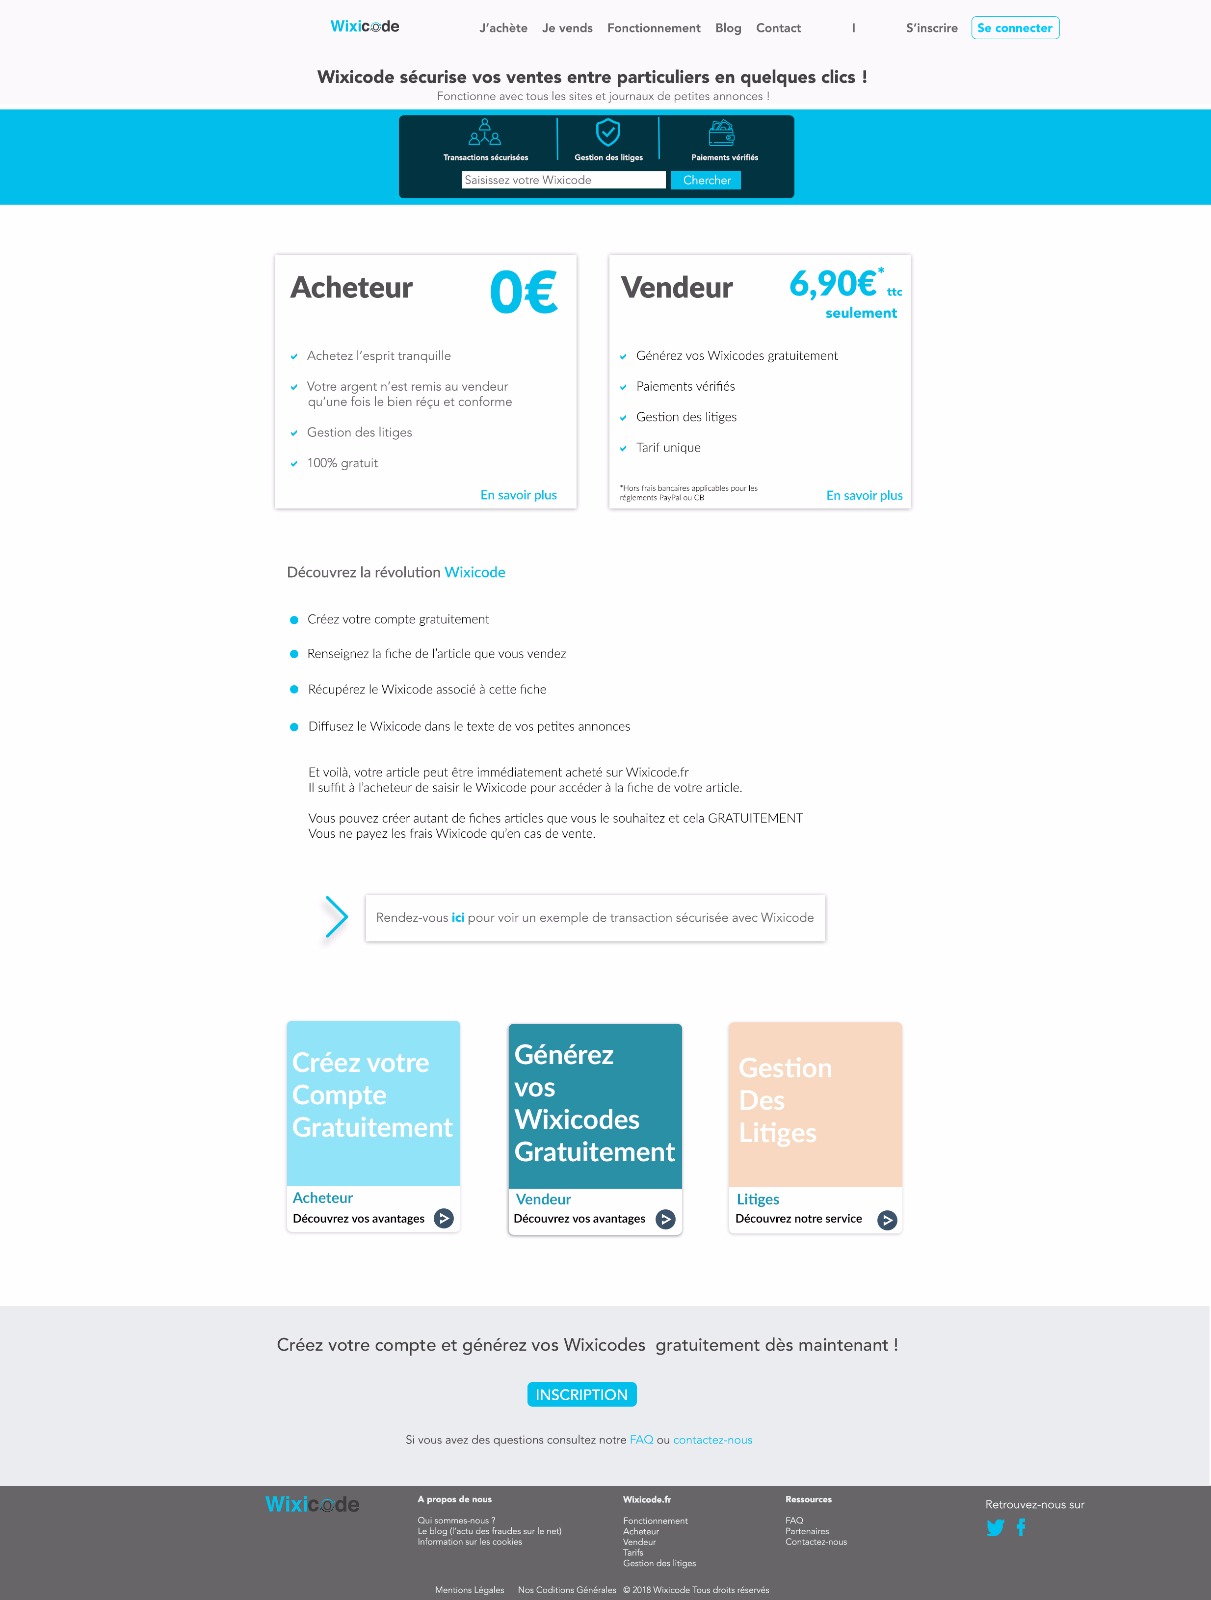 Wixicode
J'achète Je vends Fonctionnement Blog Contact I S'inscrire Se connecter
Wixicode sécurise vos ventes entre particuliers en quelques clics !
Fonctionne avec tous les sites et journaux de petites annonces !
Transactions sécurisées Gestion des litiges Paiements vérifiés
Saisissez votre Wixicode Chercher
Acheteur 0€
Achetez l'esprit tranquille
Votre argent n'est remis au vendeur
qu'une fois le bien réçu et conforme
Gestion des litiges
100% gratuit
En savoir plus
Vendeur 6,90€* ttc
seulement
Générez vos Wixicodes gratuitement
Paiements vérifiés
Gestion des litiges
Tarif unique
*Hors frais bancaires applicables pour les
réglements PayPal ou CB
En savoir plus
Découvrez la révolution Wixicode
Créez votre compte gratuitement
Renseignez la fiche de l'article que vous vendez
Récupérez le Wixicode associé à cette fiche
Diffusez le Wixicode dans le texte de vos petites annonces
Et voilà, votre article peut être immédiatement acheté sur Wixicode.fr
Il suffit à l'acheteur de saisir le Wixicode pour accéder à la fiche de votre article.
Vous pouvez créer autant de fiches articles que vous le souhaitez et cela GRATUITEMENT
Vous ne payez les frais Wixicode qu'en cas de vente.
Rendez-vous ici pour voir un exemple de transaction sécurisée avec Wixicode
Créez votre
Compte
Gratuitement
Acheteur
Découvrez vos avantages
Générez
vos
Wixicodes
Gratuitement
Vendeur
Découvrez vos avantages
Gestion
Des
Litiges
Litiges
Découvrez notre service
Créez votre compte et générez vos Wixicodes gratuitement dès maintenant !
INSCRIPTION
Si vous avez des questions consultez notre FAQ ou contactez-nous
Wixicode
A propos de nous
Qui sommes-nous ?
Le blog (l'actu des fraudes sur le net)
Information sur les cookies
Wixicode.fr
Fonctionnement
Acheteur
Vendeur
Tarifs
Gestion des litiges
Ressources
FAQ
Partenaires
Contactez-nous
Retrouvez-nous sur
Mentions Légales Nos Coditions Générales © 2018 Wixicode Tous droits réservés